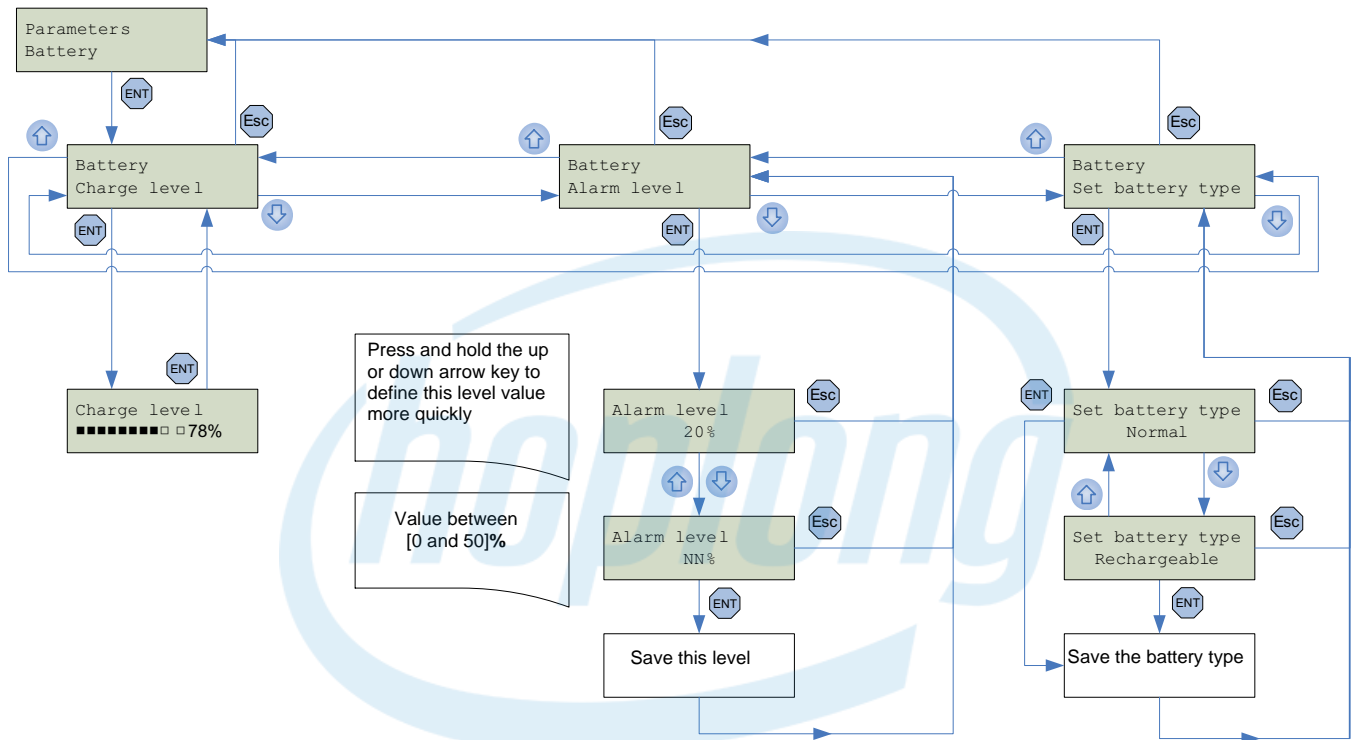 Parameters
Battery
ENT
Esc
Esc
Esc
Battery
Charge level
Battery
Alarm level
Battery
Set battery type
ENT
ENT
ENT
Press and hold the up
or down arrow key to
define this level value
more quickly
ENT
Charge level
78%
Alarm level
20%
Esc
ENT
Set battery type
Normal
Esc
Value between
[0 and 50]%
Alarm level
NN%
Esc
Set battery type
Rechargeable
Esc
ENT
ENT
Save this level
Save the battery type
hoplong